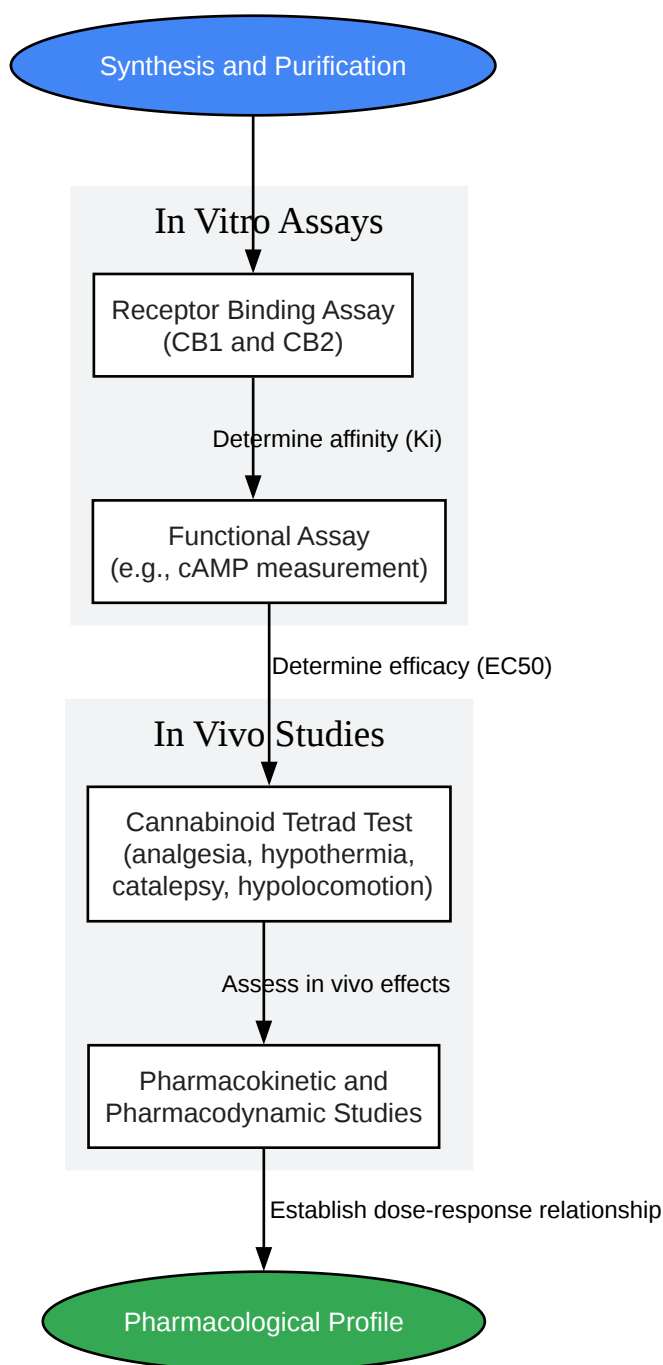 Synthesis and Purification
In Vitro Assays
Receptor Binding Assay
(CB1 and CB2)
Determine affinity (Ki)
Functional Assay
(e.g., cAMP measurement)
Determine efficacy (EC50)
In Vivo Studies
Cannabinoid Tetrad Test
(analgesia, hypothermia,
catalepsy, hypolocomotion)
Assess in vivo effects
Pharmacokinetic and
Pharmacodynamic Studies
Establish dose-response relationship
Pharmacological Profile